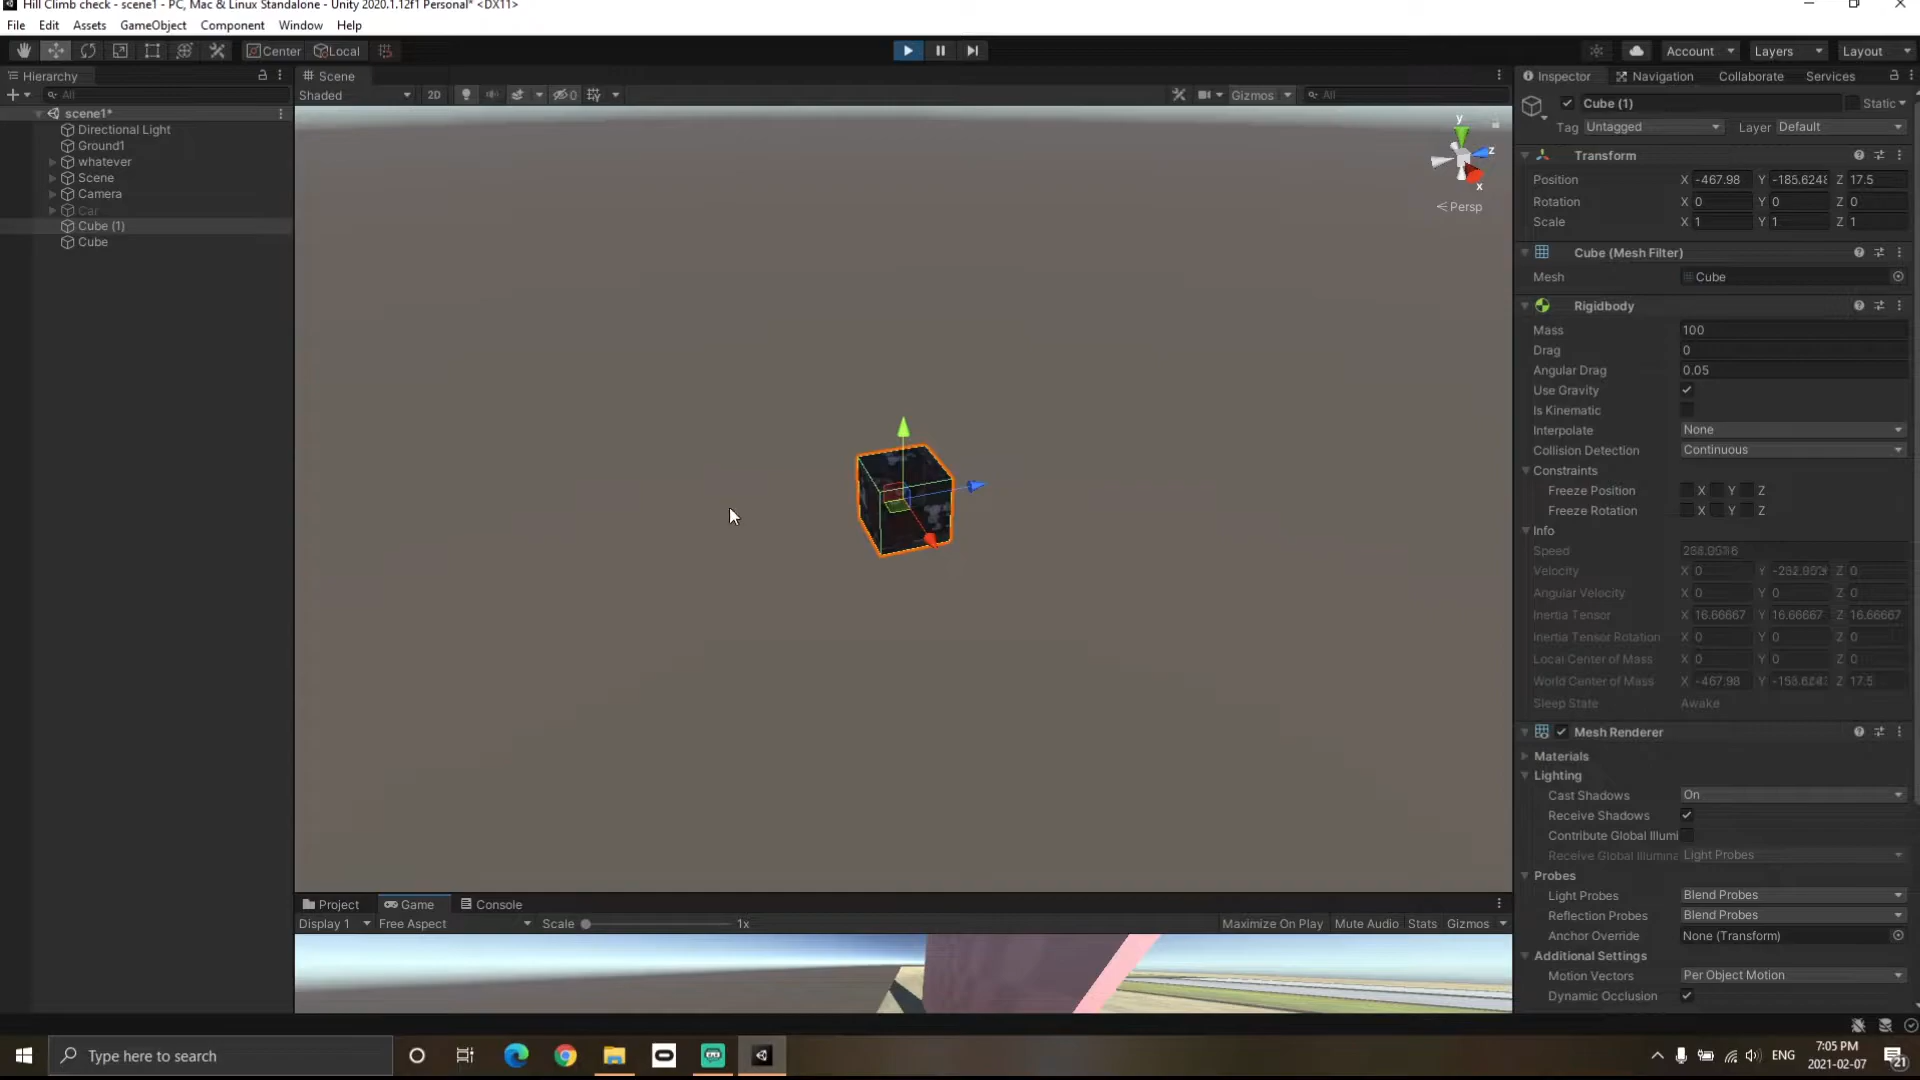 Hill Climb check - scene1 - PC, Mac & Linux Standalone - Unity 2020.1.12f1 Personal* <DX11>
File Edit Assets GameObject Component Window Help
Center Local Account Layers Layout
Hierarchy
All
scene1*
Directional Light
Ground1
whatever
Scene
Camera
Car
Cube (1)
Cube
Scene
Shaded 2D 0 Gizmos All
y
z
x
Persp
Inspector Navigation Collaborate Services
Cube (1) Static
Tag Untagged Layer Default
Transform
Position X -467.98 Y Z 17.5
Rotation X 0 Y 0 Z 0
Scale X 1 Y 1 Z 1
Cube (Mesh Filter)
Mesh Cube
Rigidbody
Mass 100
Drag 0
Angular Drag 0.05
Use Gravity
Is Kinematic
Interpolate None
Collision Detection Continuous
Constraints
Freeze Position X Y Z
Freeze Rotation X Y Z
Info
Speed
Velocity X 0 Y Z 0
Angular Velocity X 0 Y 0 Z 0
Inertia Tensor X 16.66667 Y 16.66667 Z 16.66667
Inertia Tensor Rotation X 0 Y 0 Z 0
Local Center of Mass X 0 Y 0 Z 0
World Center of Mass X -467.98 Y Z 17.5
Sleep State Awake
Mesh Renderer
Materials
Lighting
Cast Shadows On
Receive Shadows
Contribute Global Illumi
Receive Global Illumina Light Probes
Probes
Light Probes Blend Probes
Reflection Probes Blend Probes
Anchor Override None (Transform)
Additional Settings
Motion Vectors Per Object Motion
Dynamic Occlusion
Project Game Console
Display 1 Free Aspect Scale 1x Maximize On Play Mute Audio Stats Gizmos
Type here to search
ENG
7:05 PM
2021-02-07
21